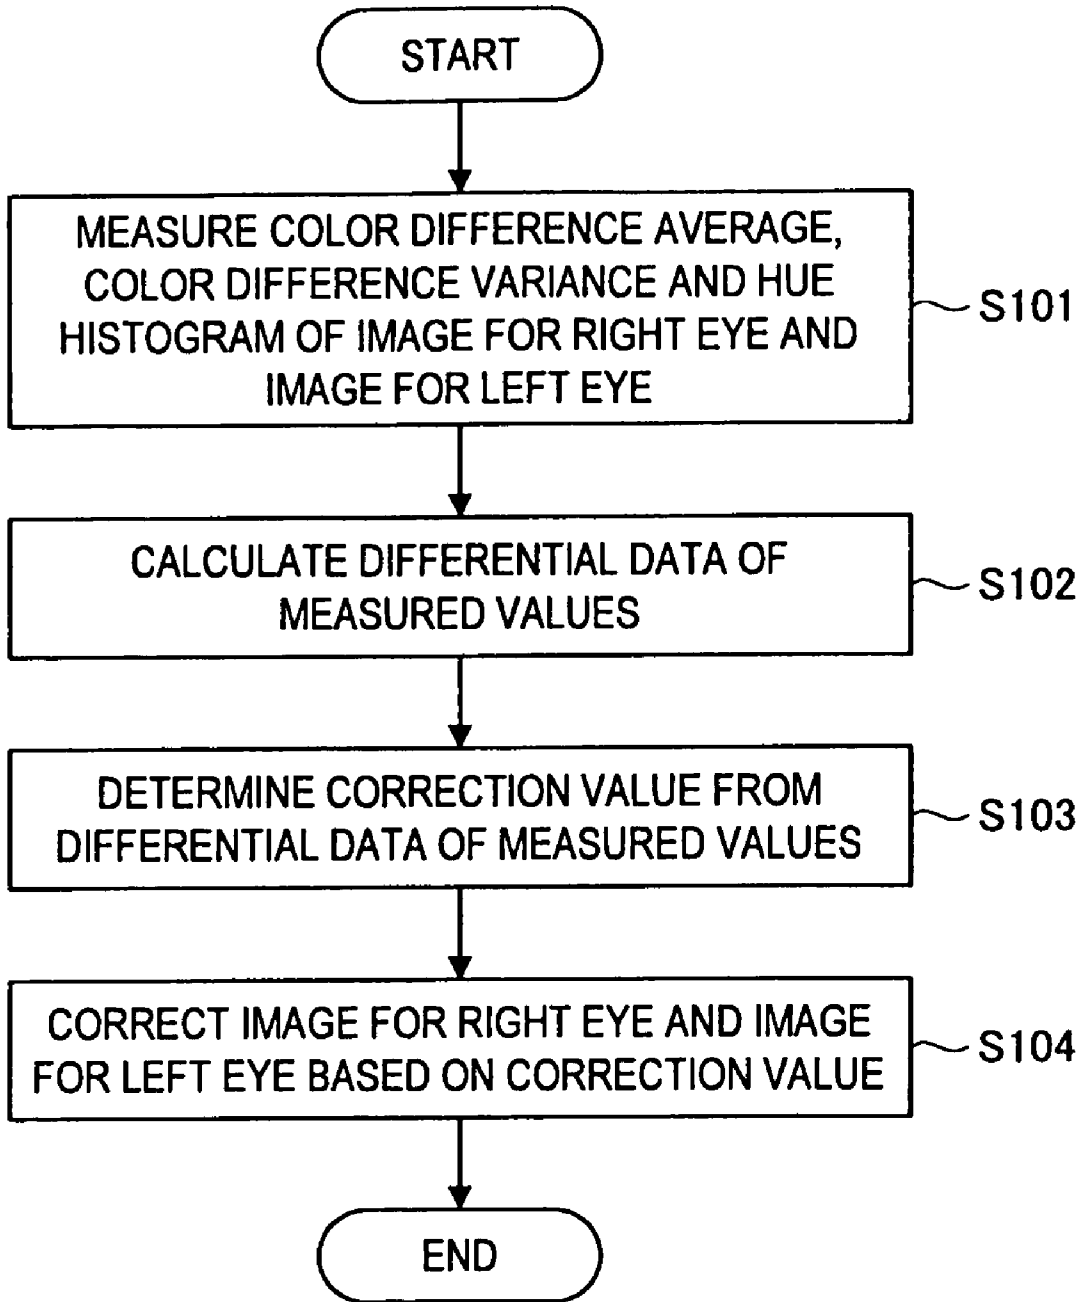 START
MEASURE COLOR DIFFERENCE AVERAGE,
COLOR DIFFERENCE VARIANCE AND HUE
HISTOGRAM OF IMAGE FOR RIGHT EYE AND
IMAGE FOR LEFT EYE
S101
CALCULATE DIFFERENTIAL DATA OF
MEASURED VALUES
S102
DETERMINE CORRECTION VALUE FROM
DIFFERENTIAL DATA OF MEASURED VALUES
S103
CORRECT IMAGE FOR RIGHT EYE AND IMAGE
FOR LEFT EYE BASED ON CORRECTION VALUE
S104
END